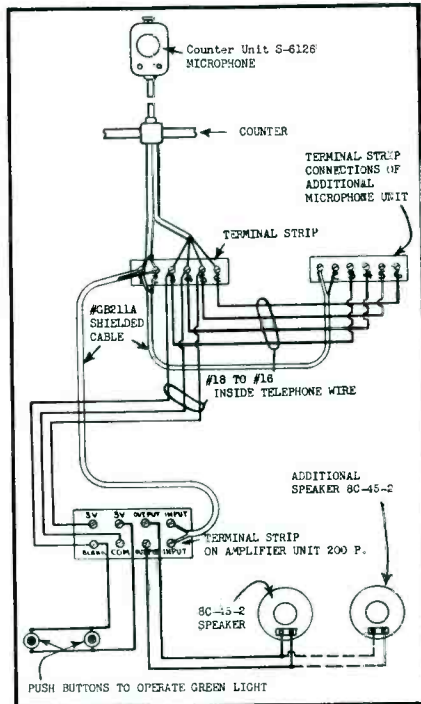 Counter Unit S-6126
MICROPHONE
COUNTER
TERMINAL STRIP
CONNECTIONS OF
ADDITIONAL
MICROPHONE UNIT
TERMINAL STRIP
#GB211A
SHIELDED
CABLE
#18 TO #16
INSIDE TELEPHONE WIRE
ADDITIONAL
SPEAKER 8C-45-2
3V 3V OUTPUT INPUT
BLANK COM. OUTPUT INPUT
TERMINAL STRIP
ON AMPLIFIER UNIT 200 P.
8C-45-2
SPEAKER
PUSH BUTTONS TO OPERATE GREEN LIGHT